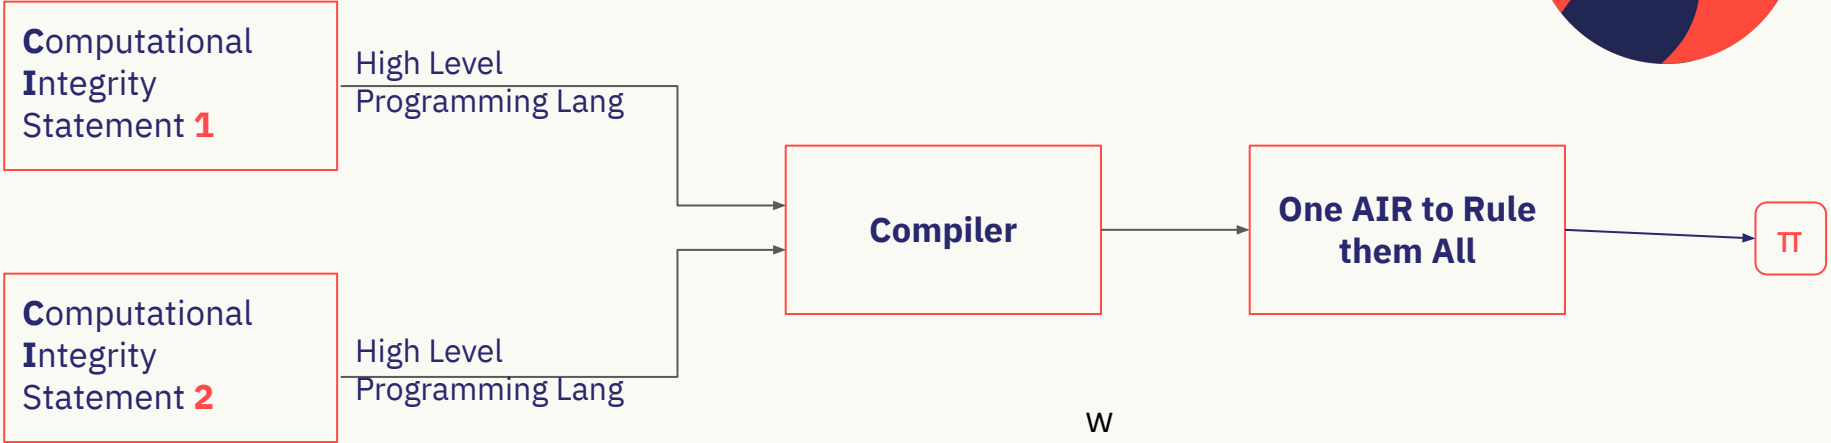 Computational
Integrity
Statement 1
High Level
Programming Lang
Compiler
One AIR to Rule
them All
π
Computational
Integrity
Statement 2
High Level
Programming Lang
W